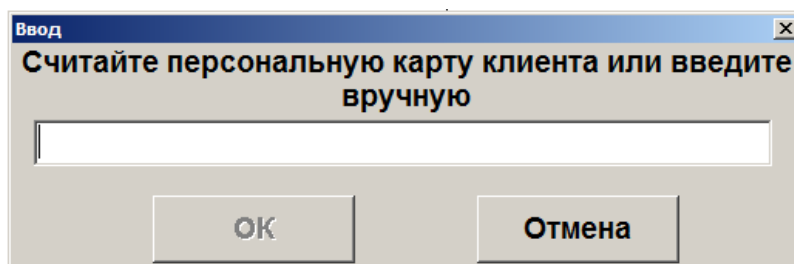 Ввод
Считайте персональную карту клиента или введите
вручную
ОК
Отмена